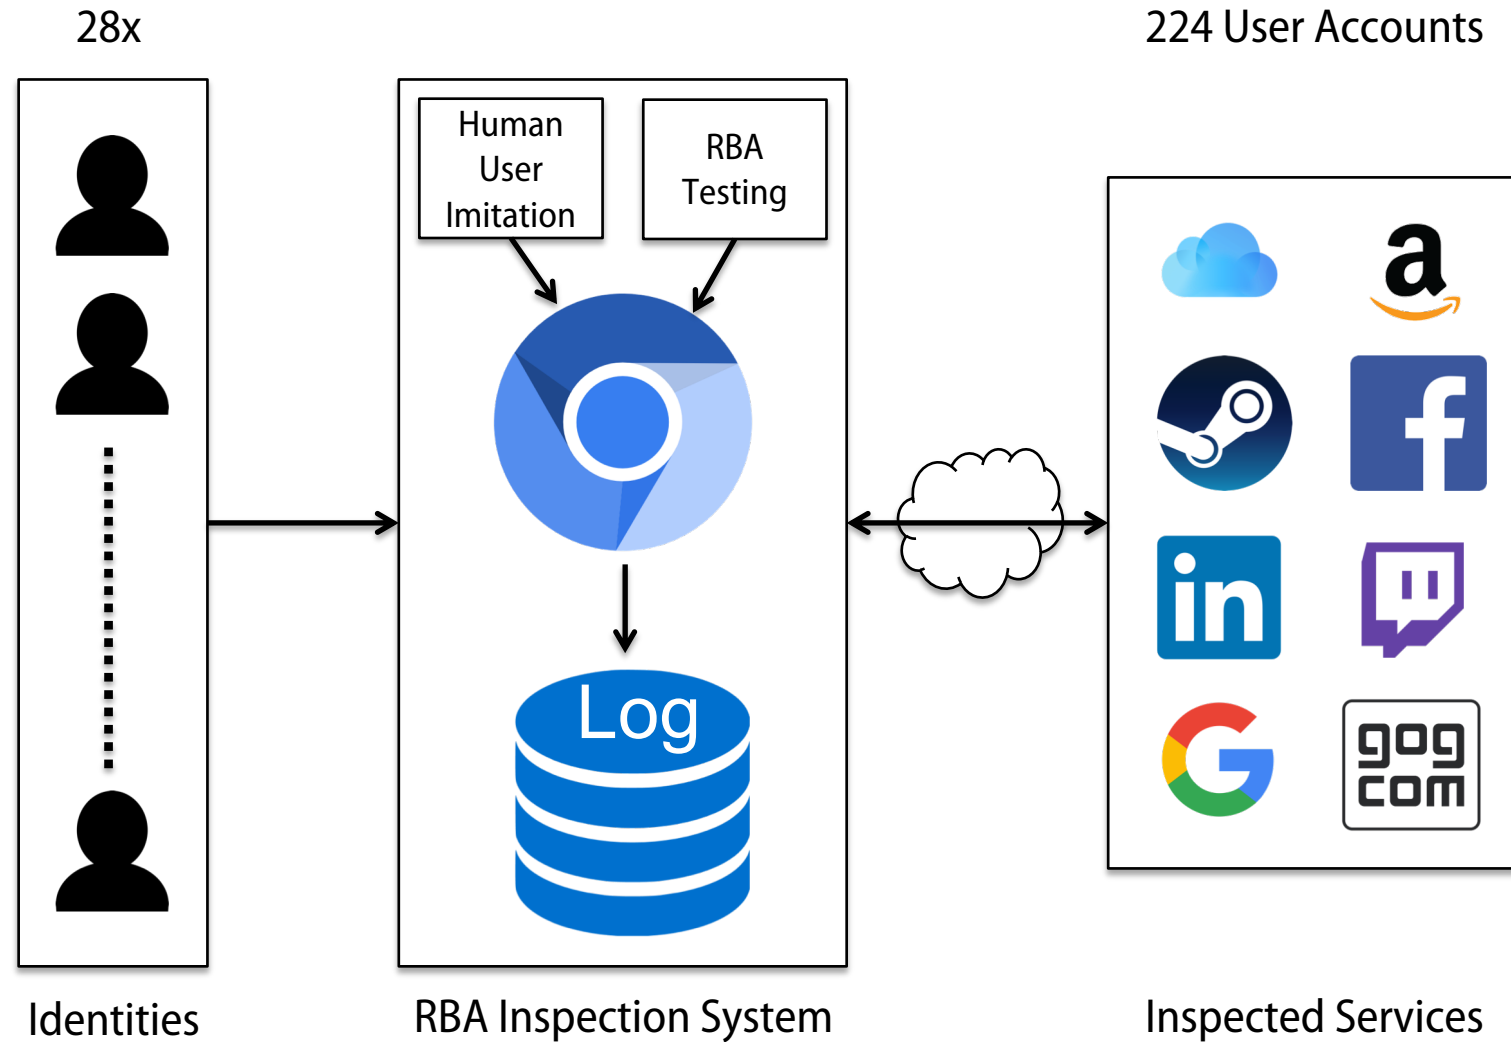 28x
224 User Accounts
Human
User
Imitation
RBA
Testing
a
f
in
Log
G
gog
com
Identities
RBA Inspection System
Inspected Services